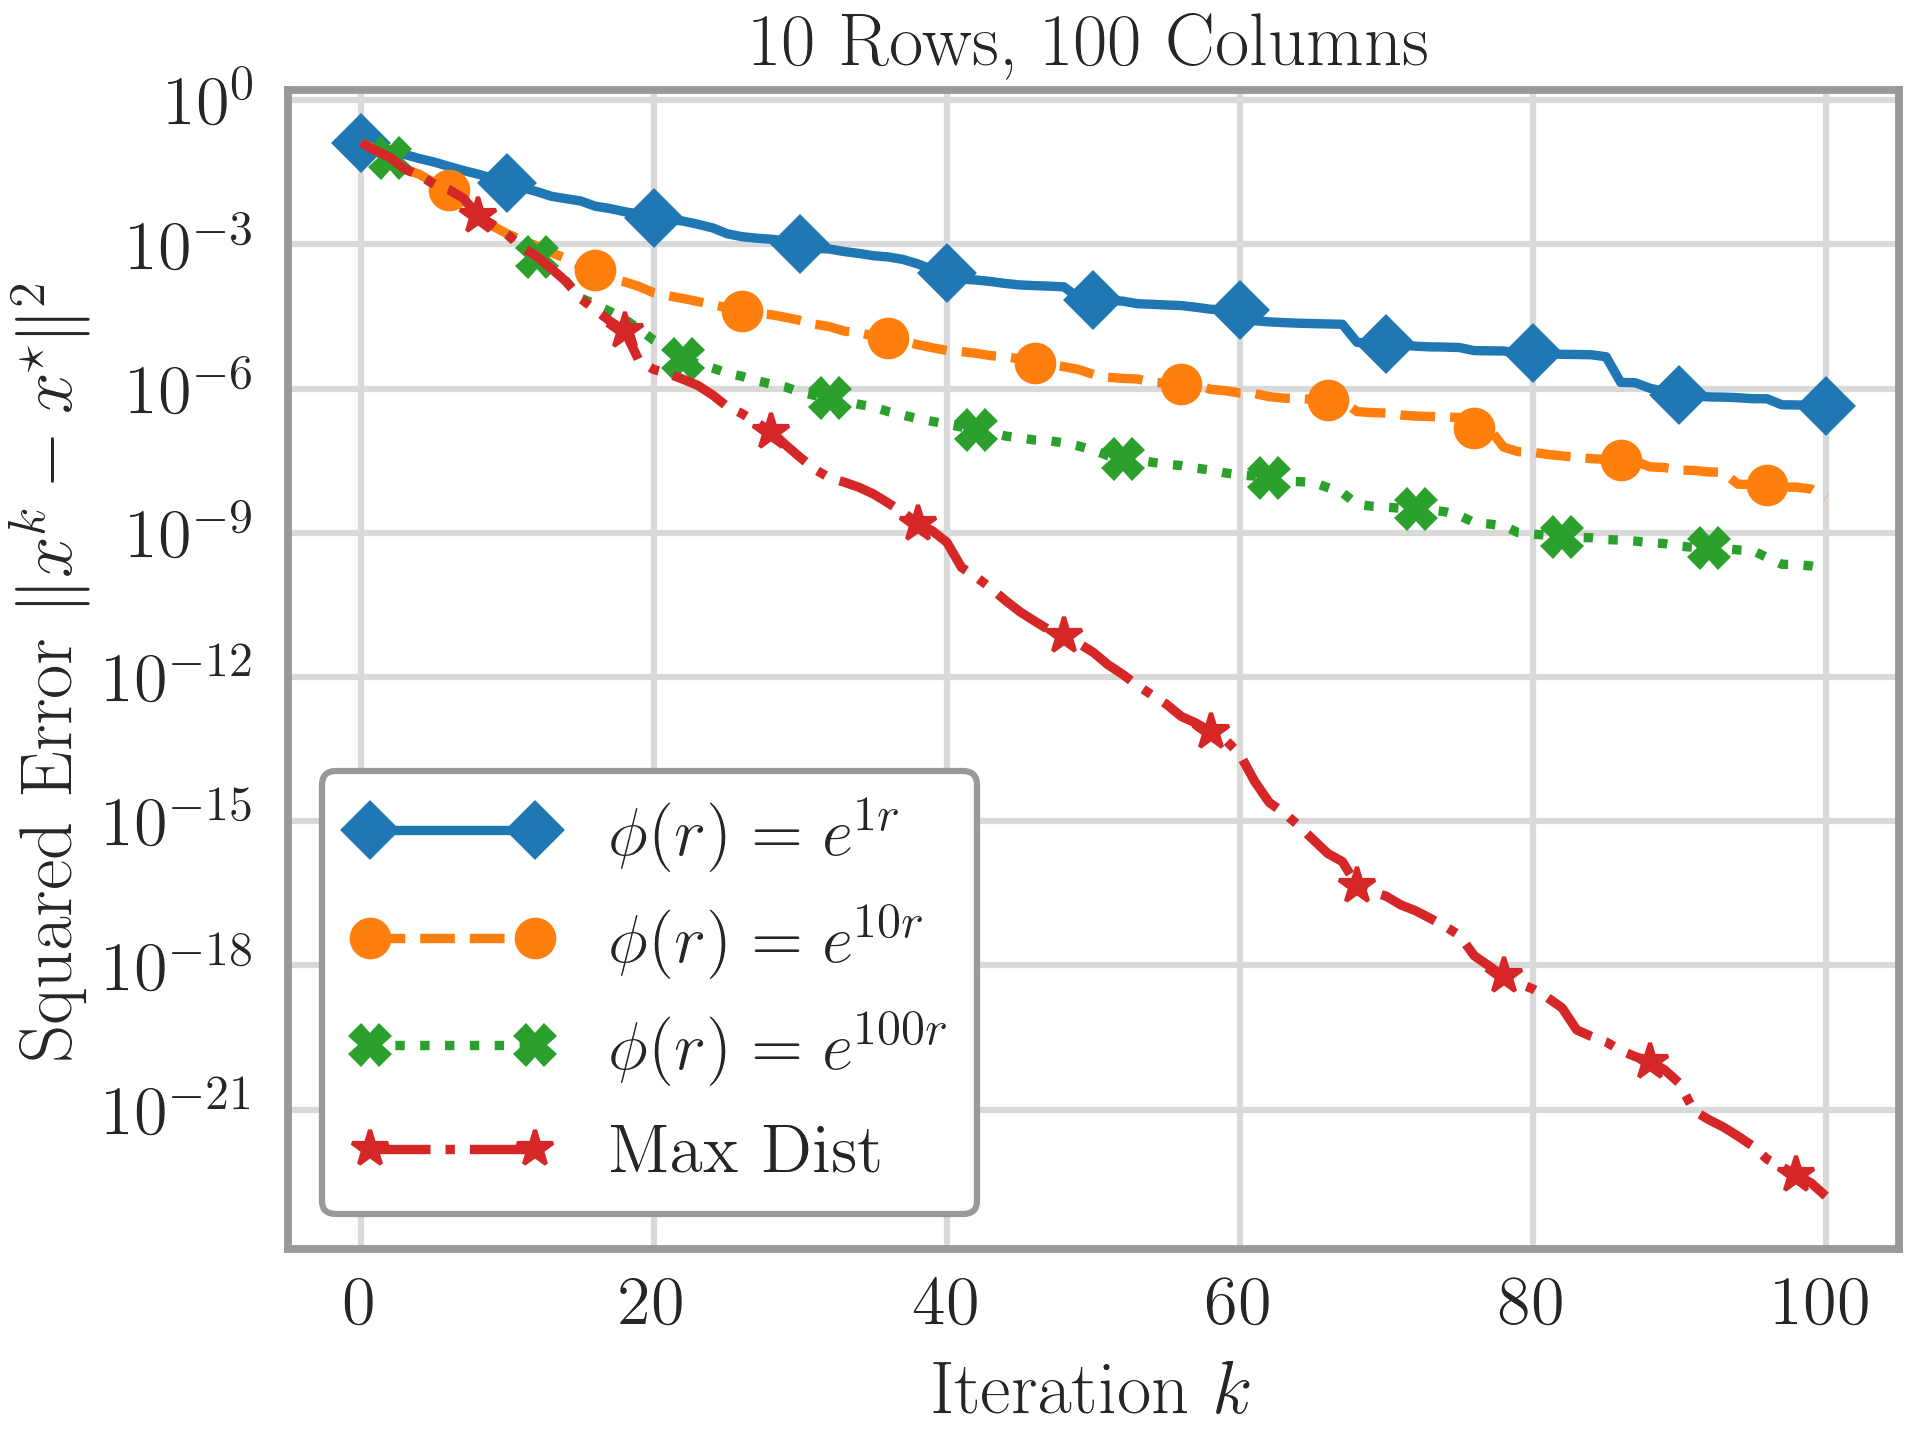 10 Rows, 100 Columns
Squared Error ‖x^k − x^⋆‖^2
10^0
10^−3
10^−6
10^−9
10^−12
10^−15
10^−18
10^−21
ϕ(r) = e^{1r}
ϕ(r) = e^{10r}
ϕ(r) = e^{100r}
Max Dist
0 20 40 60 80 100
Iteration k